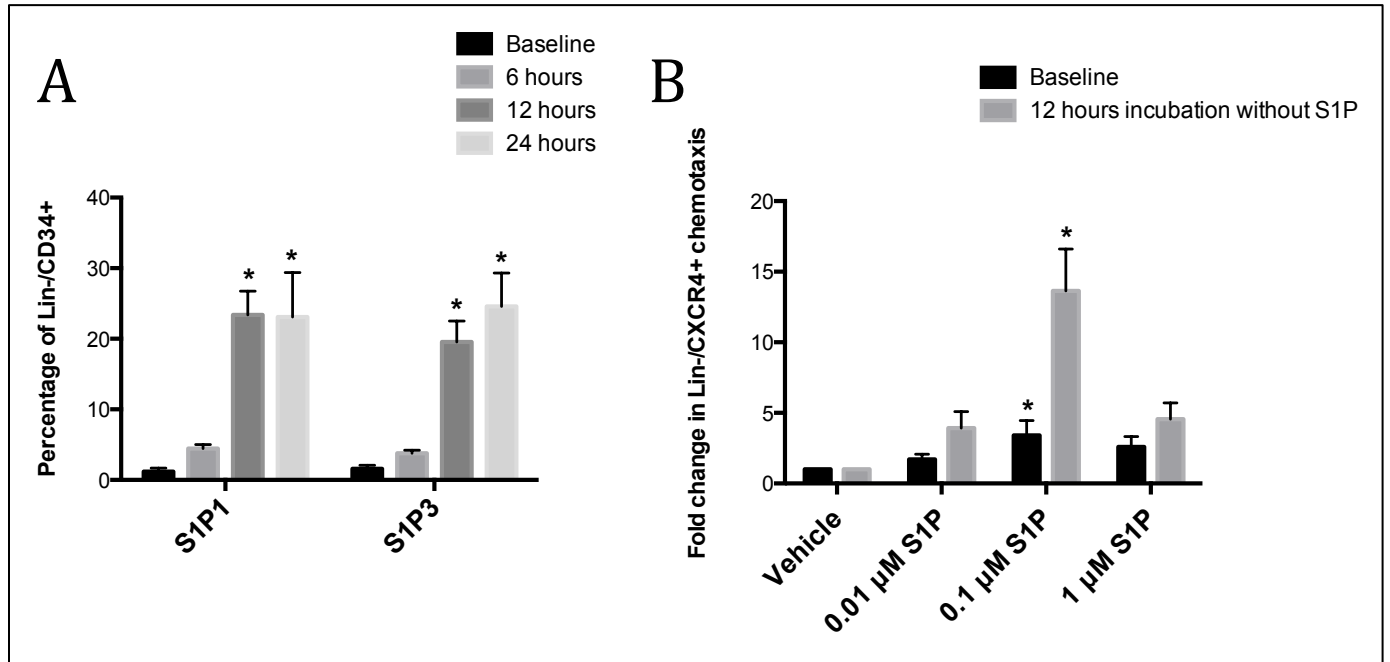 A
Baseline
6 hours
12 hours
24 hours
Percentage of Lin-/CD34+
40
30
20
10
0
*
*
*
*
S1P1
S1P3
B
Baseline
12 hours incubation without S1P
Fold change in Lin-/CXCR4+ chemotaxis
20
15
10
5
0
*
*
Vehicle
0.01 µM S1P
0.1 µM S1P
1 µM S1P